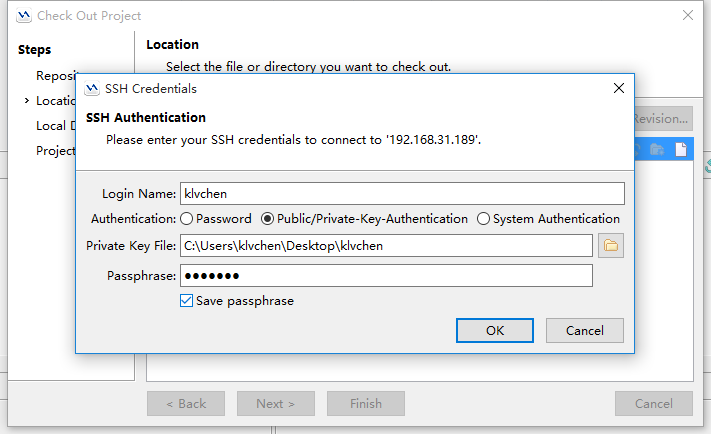 Check Out Project
Steps
Location
Select the file or directory you want to check out.
Location
Project
Revision...
SSH Credentials
SSH Authentication
Please enter your SSH credentials to connect to '192.168.31.189'.
Login Name: klvchen
Authentication: Password Public/Private-Key-Authentication System Authentication
Private Key File: C:\Users\klvchen\Desktop\klvchen
Passphrase: ●●●●●●●
Save passphrase
OK Cancel
< Back Next > Finish Cancel